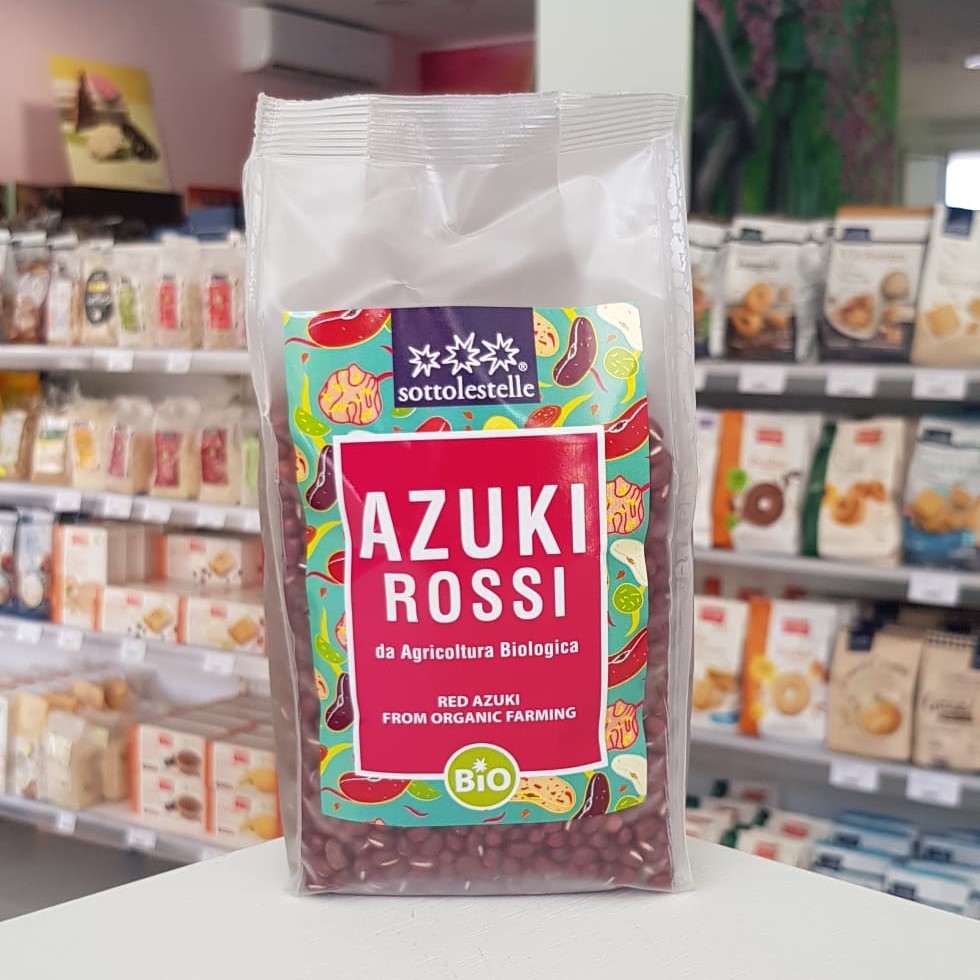 sottolestelle®
AZUKI
ROSSI
da Agricoltura Biologica
RED AZUKI
FROM ORGANIC FARMING
BiO